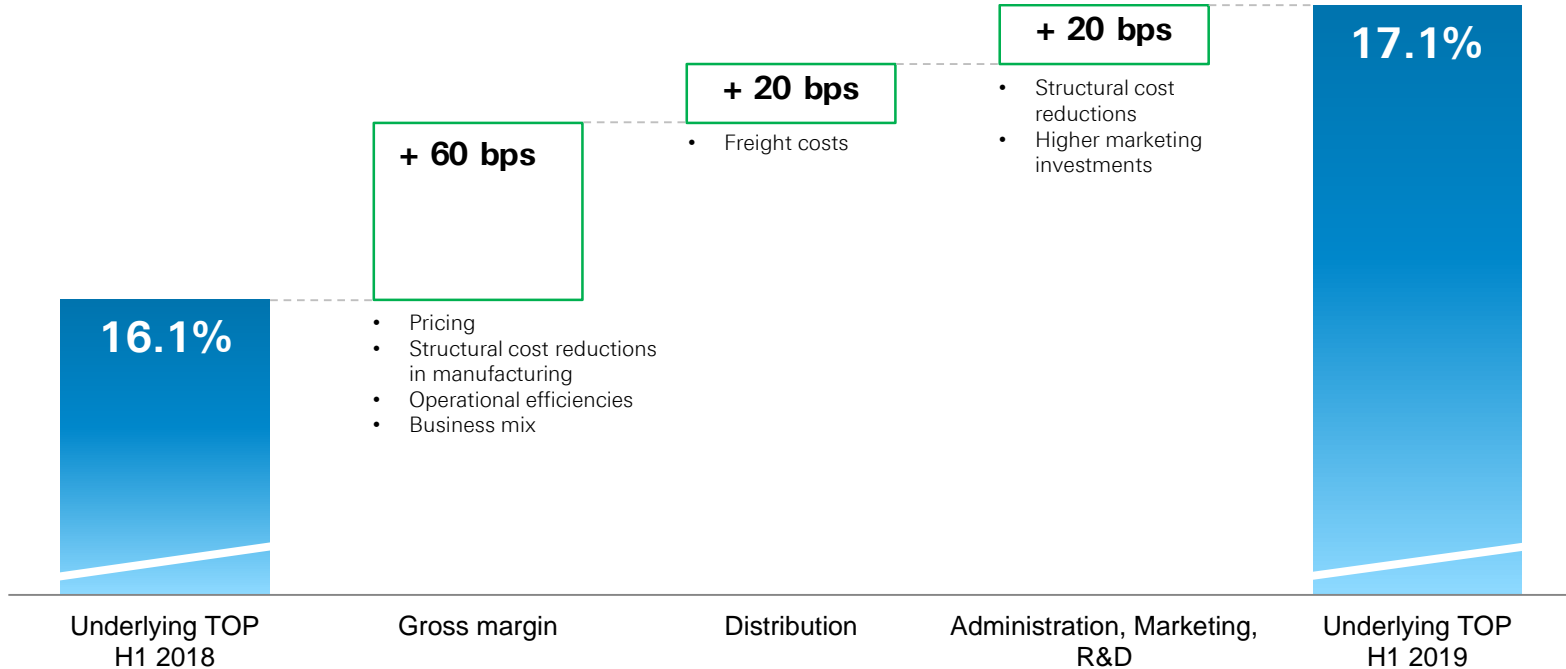 16.1%
+ 60 bps
• Pricing
• Structural cost reductions
in manufacturing
• Operational efficiencies
• Business mix
+ 20 bps
• Freight costs
+ 20 bps
• Structural cost
reductions
• Higher marketing
investments
17.1%
Underlying TOP
H1 2018
Gross margin
Distribution
Administration, Marketing,
R&D
Underlying TOP
H1 2019